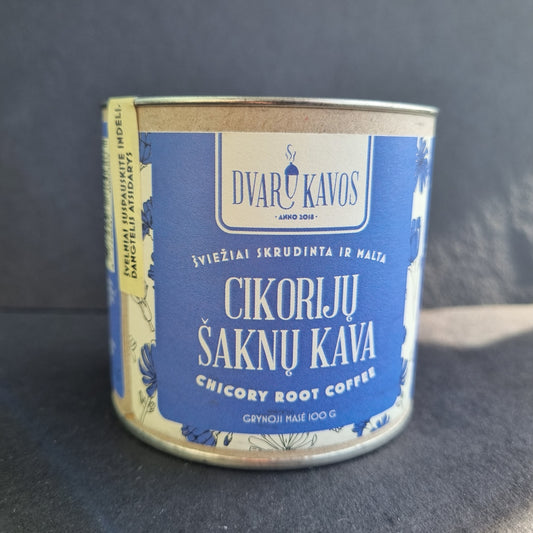 DVARŲ KAVOS
· ANNO 2018 ·
ŠVIEŽIAI SKRUDINTA IR MALTA
CIKORIJŲ
ŠAKNŲ KAVA
CHICORY ROOT COFFEE
GRYNOJI MASĖ 100 G
ŠVELNIAI SUSPAUSKITE INDELĮ-
DANGTELIS ATSIDARYS